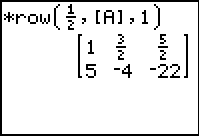 *row(1/2,[A],1)
[1 3/2 5/2]
[5 -4 -22]